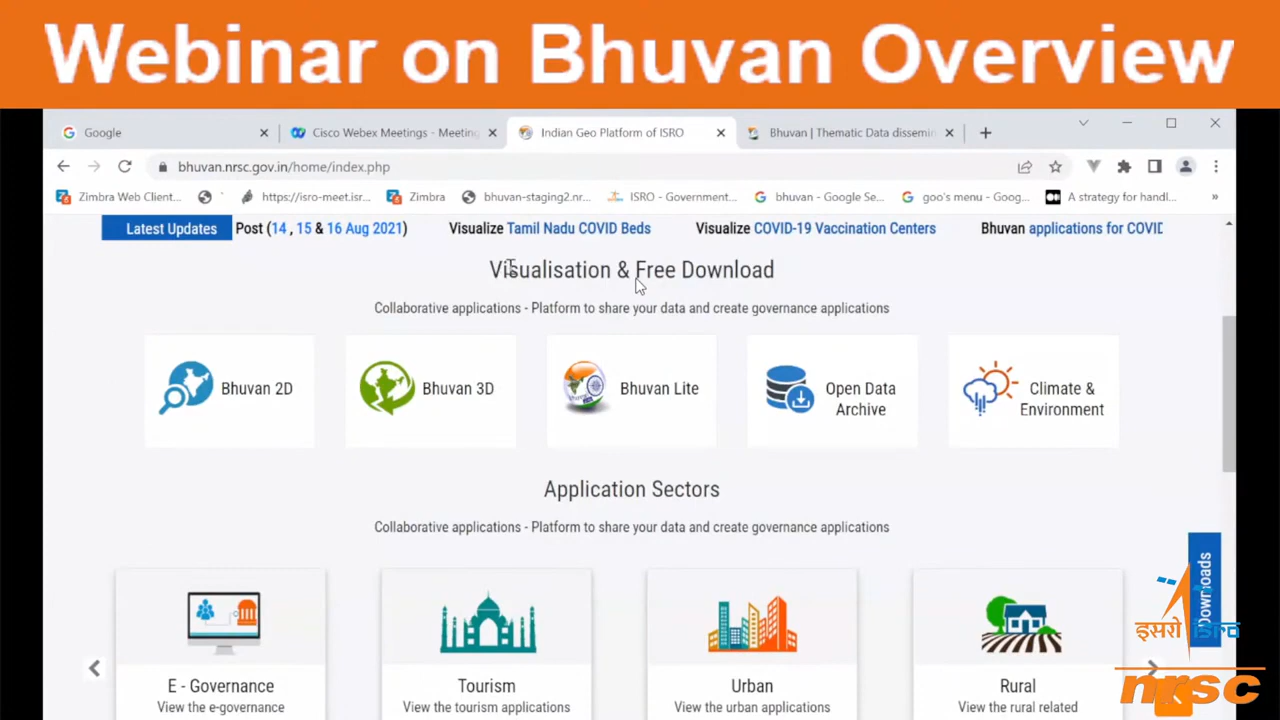 Webinar on Bhuvan Overview
Google
Cisco Webex Meetings - Meeting
Indian Geo Platform of ISRO
Bhuvan | Thematic Data dissemin
bhuvan.nrsc.gov.in/home/index.php
Zimbra Web Client...
https://isro-meet.isr...
Zimbra
bhuvan-staging2.nr...
ISRO - Government...
bhuvan - Google Se...
goo's menu - Goog...
A strategy for handl...
»
Latest Updates Post (14 , 15 & 16 Aug 2021) Visualize Tamil Nadu COVID Beds Visualize COVID-19 Vaccination Centers Bhuvan applications for COVID
Visualisation & Free Download
Collaborative applications - Platform to share your data and create governance applications
Bhuvan 2D
Bhuvan 3D
Bhuvan Lite
Open Data
Archive
Climate &
Environment
Application Sectors
Collaborative applications - Platform to share your data and create governance applications
E - Governance
View the e-governance
Tourism
View the tourism applications
Urban
View the urban applications
Rural
View the rural related
Downloads
इसरो isro
nrsc